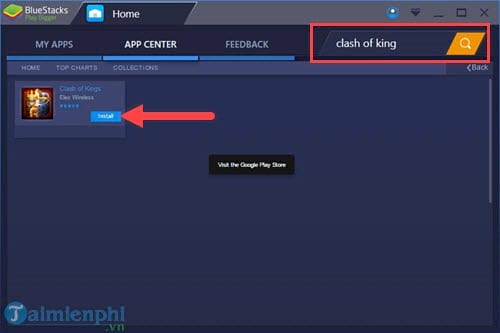 BlueStacks
Play Bigger
Home
MY APPS
APP CENTER
FEEDBACK
clash of king
HOME
TOP CHARTS
COLLECTIONS
Back
Clash of Kings
Elex Wireless
Install
Visit the Google Play Store
Taimienphi
.vn